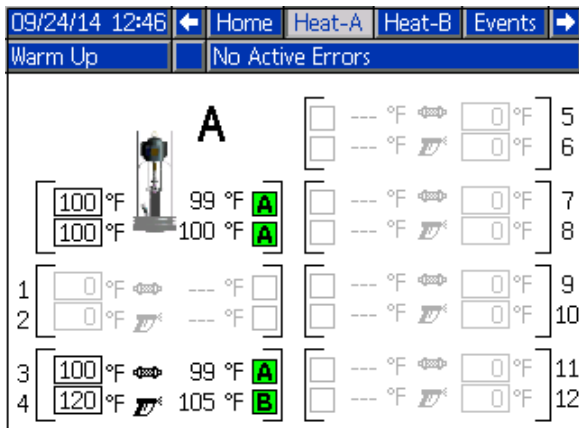 09/24/14 12:46 Home Heat-A Heat-B Events
Warm Up No Active Errors
A
100 °F 99 °F A
100 °F 100 °F A
1 0 °F --- °F
2 0 °F --- °F
3 100 °F 99 °F A
4 120 °F 105 °F B
--- °F 0 °F 5
--- °F 0 °F 6
--- °F 0 °F 7
--- °F 0 °F 8
--- °F 0 °F 9
--- °F 0 °F 10
--- °F 0 °F 11
--- °F 0 °F 12